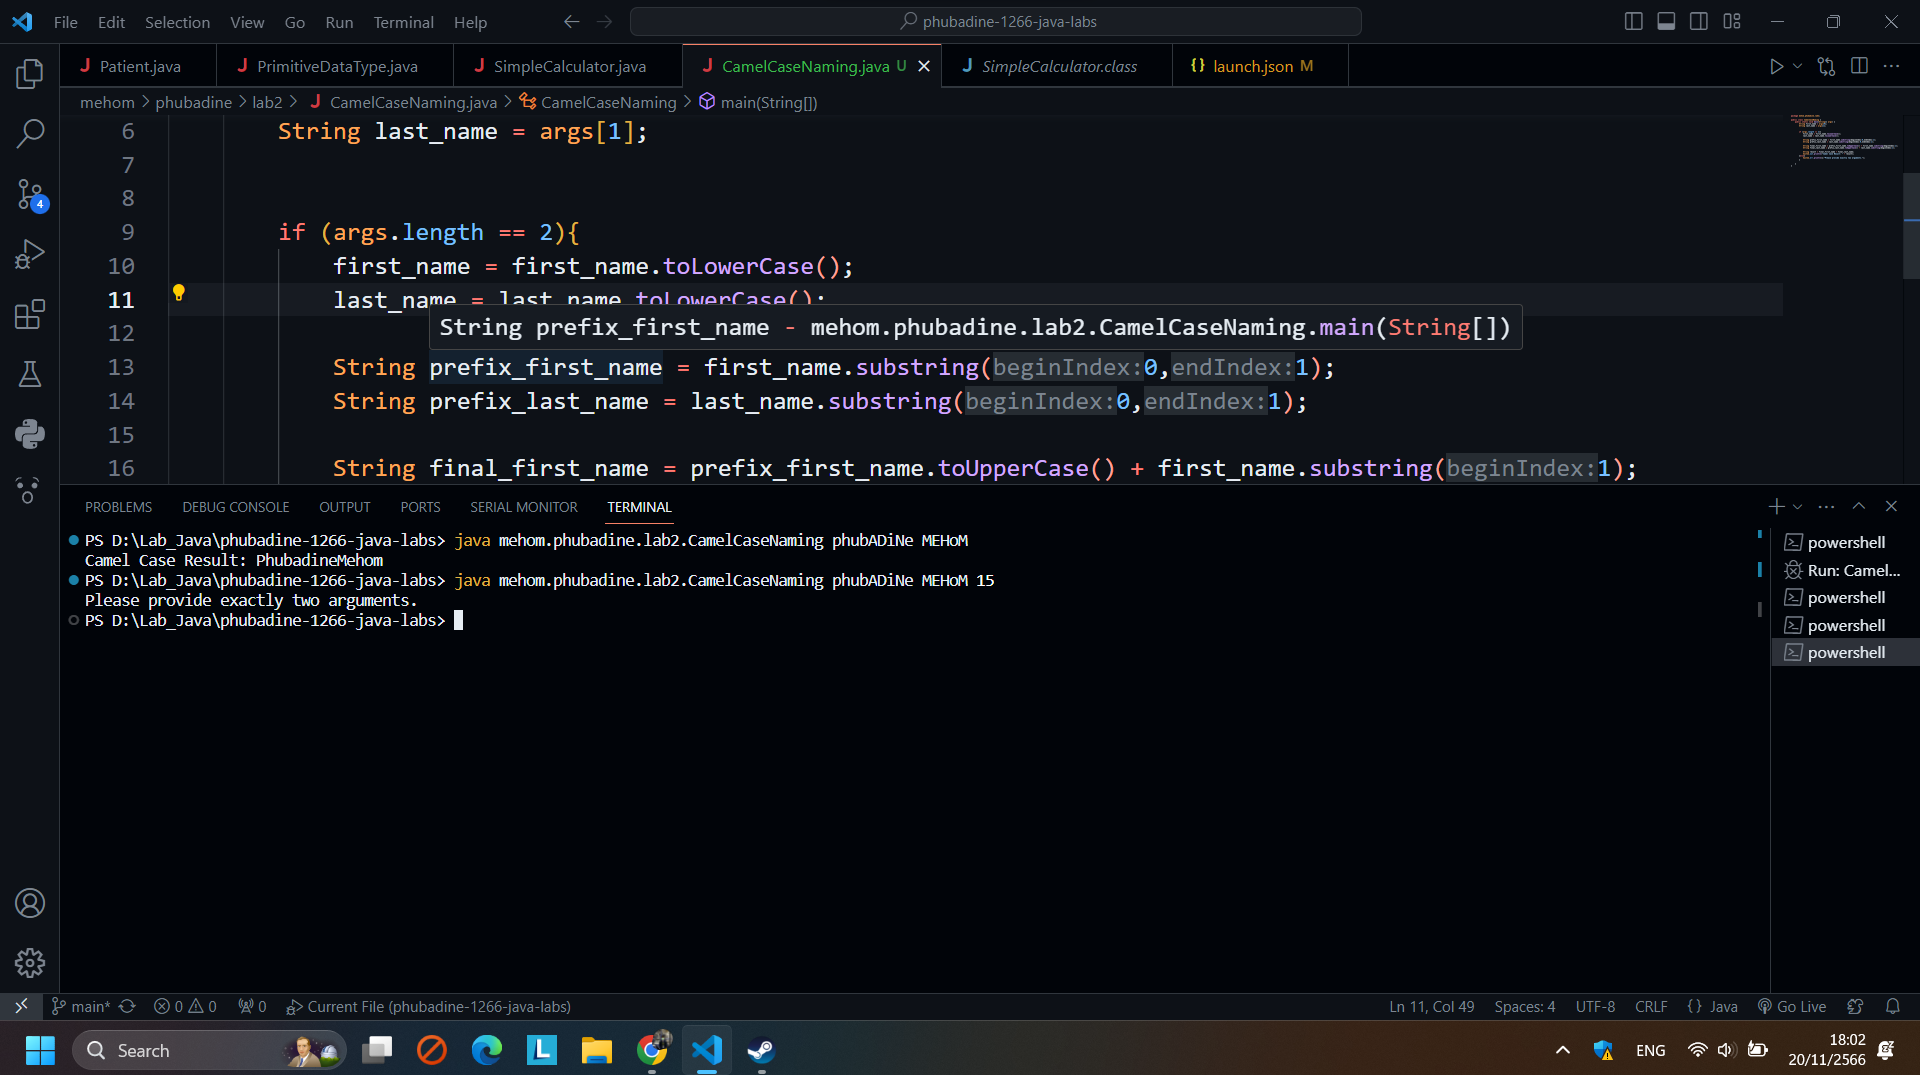 File Edit Selection View Go Run Terminal Help
phubadine-1266-java-labs
Patient.java
PrimitiveDataType.java
SimpleCalculator.java
CamelCaseNaming.java U
SimpleCalculator.class
launch.json M
mehom > phubadine > lab2 > CamelCaseNaming.java > CamelCaseNaming > main(String[])
6 String last_name = args[1];
7
8
9 if (args.length == 2){
10 first_name = first_name.toLowerCase();
11 last_name = last_name.toLowerCase();
12
String prefix_first_name - mehom.phubadine.lab2.CamelCaseNaming.main(String[])
13 String prefix_first_name = first_name.substring(beginIndex:0,endIndex:1);
14 String prefix_last_name = last_name.substring(beginIndex:0,endIndex:1);
15
16 String final_first_name = prefix_first_name.toUpperCase() + first_name.substring(beginIndex:1);
4
PROBLEMS DEBUG CONSOLE OUTPUT PORTS SERIAL MONITOR TERMINAL
PS D:\Lab_Java\phubadine-1266-java-labs> java mehom.phubadine.lab2.CamelCaseNaming phubADiNe MEHoM
Camel Case Result: PhubadineMehom
PS D:\Lab_Java\phubadine-1266-java-labs> java mehom.phubadine.lab2.CamelCaseNaming phubADiNe MEHoM 15
Please provide exactly two arguments.
PS D:\Lab_Java\phubadine-1266-java-labs>
powershell
Run: Camel...
powershell
powershell
powershell
main* 0 0 0 Current File (phubadine-1266-java-labs)
Ln 11, Col 49 Spaces: 4 UTF-8 CRLF {} Java Go Live
Search
L
ENG
18:02
20/11/2566